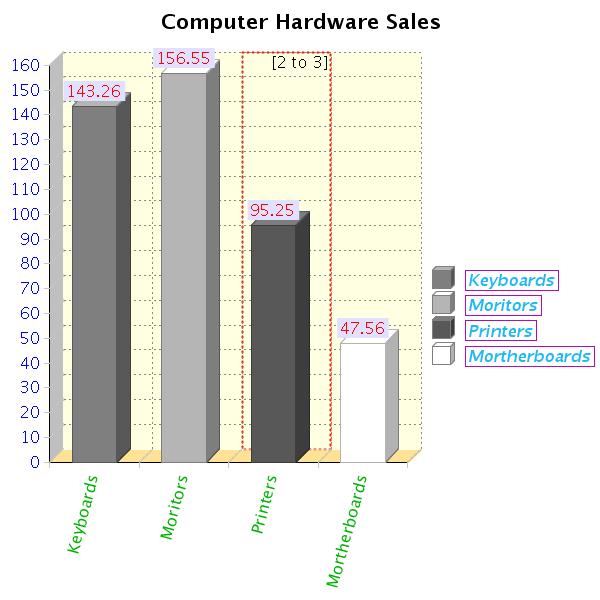 Computer Hardware Sales
160
150
140
130
120
110
100
90
80
70
60
50
40
30
20
10
0
143.26
156.55
[2 to 3]
95.25
47.56
Keyboards
Moritors
Printers
Mortherboards
Keyboards
Moritors
Printers
Mortherboards